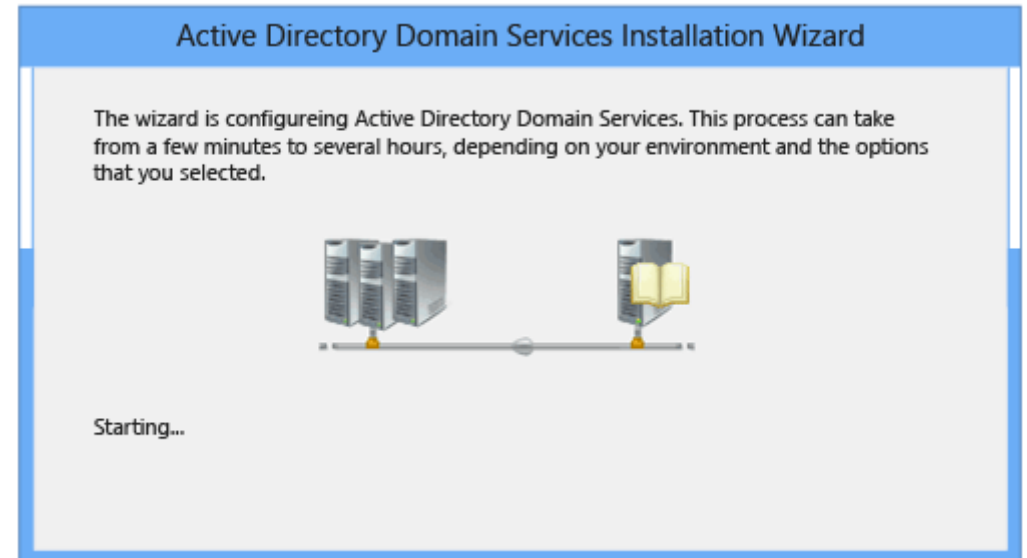 Active Directory Domain Services Installation Wizard
The wizard is configureing Active Directory Domain Services. This process can take
from a few minutes to several hours, depending on your environment and the options
that you selected.
Starting...